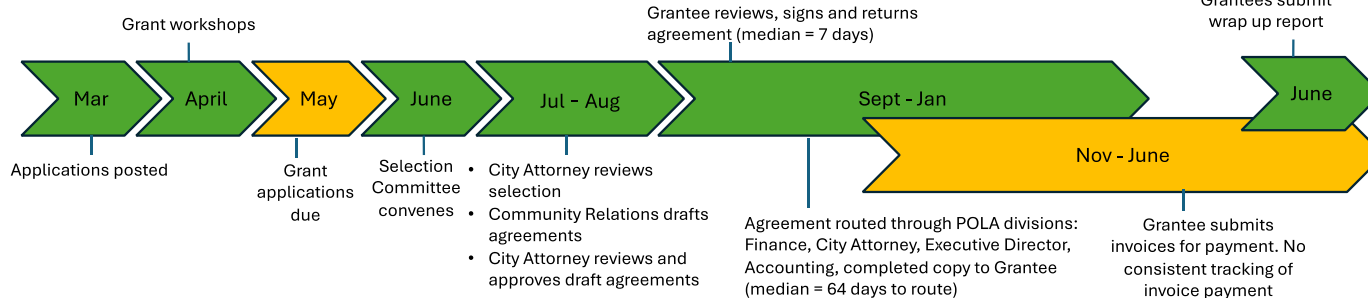 Grant workshops
Grantee reviews, signs and returns
agreement (median = 7 days)
Grantees submit
wrap up report
Mar
April
May
June
Jul - Aug
Sept - Jan
June
Nov - June
Applications posted
Grant
applications
due
Selection
Committee
convenes
• City Attorney reviews
selection
• Community Relations drafts
agreements
• City Attorney reviews and
approves draft agreements
Agreement routed through POLA divisions:
Finance, City Attorney, Executive Director,
Accounting, completed copy to Grantee
(median = 64 days to route)
Grantee submits
invoices for payment. No
consistent tracking of
invoice payment